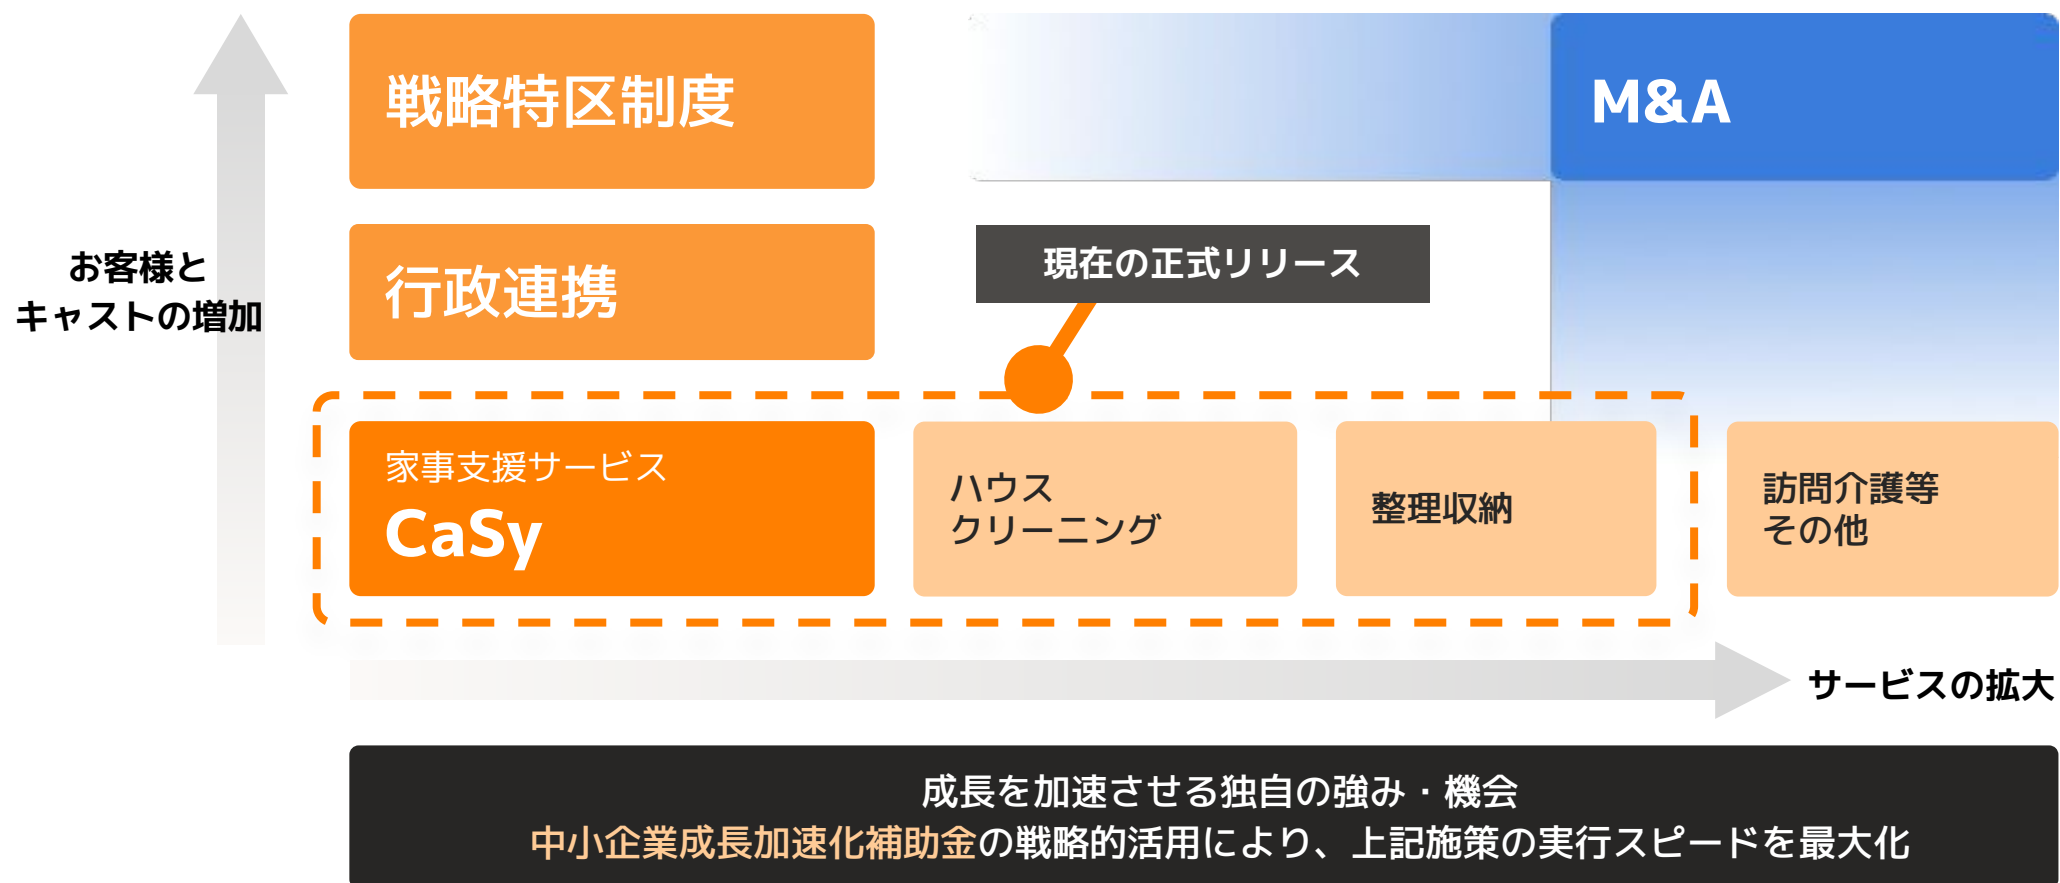 戦略特区制度
M&A
行政連携
現在の正式リリース
お客様と
キャストの増加
家事支援サービス
CaSy
ハウス
クリーニング
整理収納
訪問介護等
その他
サービスの拡大
成長を加速させる独自の強み・機会
中小企業成長加速化補助金の戦略的活用により、上記施策の実行スピードを最大化